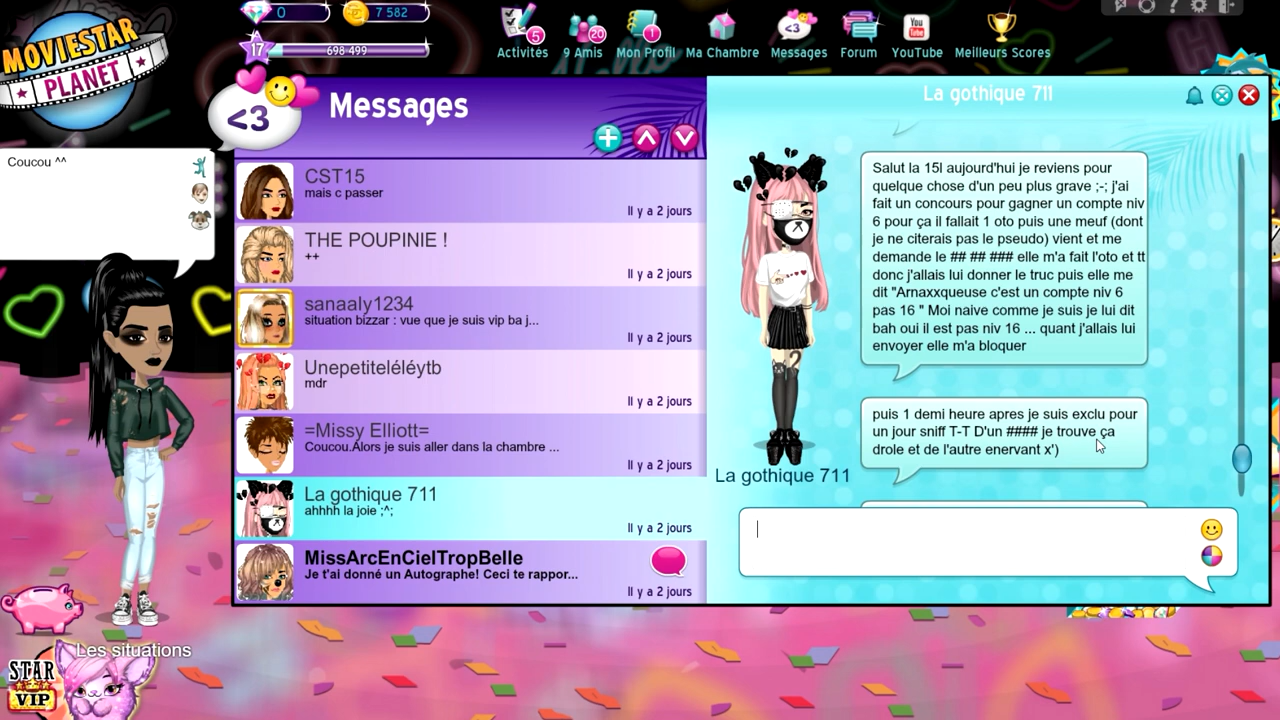 MOVIESTAR
PLANET
0
7 582
17
698 499
5
20
1
<3
You
Tube
Activités
9 Amis
Mon Profil
Ma Chambre
Messages
Forum
YouTube
Meilleurs Scores
<3
Messages
La gothique 711
Coucou ^^
CST15
mais c passer
Il y a 2 jours
THE POUPINIE !
++
Il y a 2 jours
sanaaly1234
situation bizzar : vue que je suis vip ba j...
Il y a 2 jours
Unepetiteléléytb
mdr
Il y a 2 jours
=Missy Elliott=
Coucou.Alors je suis aller dans la chambre ...
Il y a 2 jours
La gothique 711
ahhhh la joie ;^;
Il y a 2 jours
MissArcEnCielTropBelle
Je t'ai donné un Autographe! Ceci te rappor...
Il y a 2 jours
Salut la 15l aujourd'hui je reviens pour
quelque chose d'un peu plus grave ;-; j'ai
fait un concours pour gagner un compte niv
6 pour ça il fallait 1 oto puis une meuf (dont
je ne citerais pas le pseudo) vient et me
demande le ## ## ### elle m'a fait l'oto et tt
donc j'allais lui donner le truc puis elle me
dit "Arnaxxqueuse c'est un compte niv 6
pas 16 " Moi naive comme je suis je lui dit
bah oui il est pas niv 16 ... quant j'allais lui
envoyer elle m'a bloquer
puis 1 demi heure apres je suis exclu pour
un jour sniff T-T D'un #### je trouve ça
drole et de l'autre enervant x')
La gothique 711
Les situations
STAR
VIP